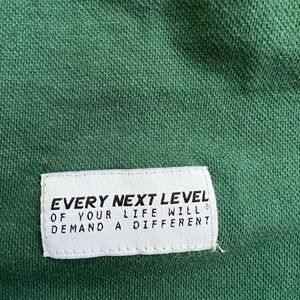 EVERY NEXT LEVEL
OF YOUR LIFE WILL®
DEMAND A DIFFERENT